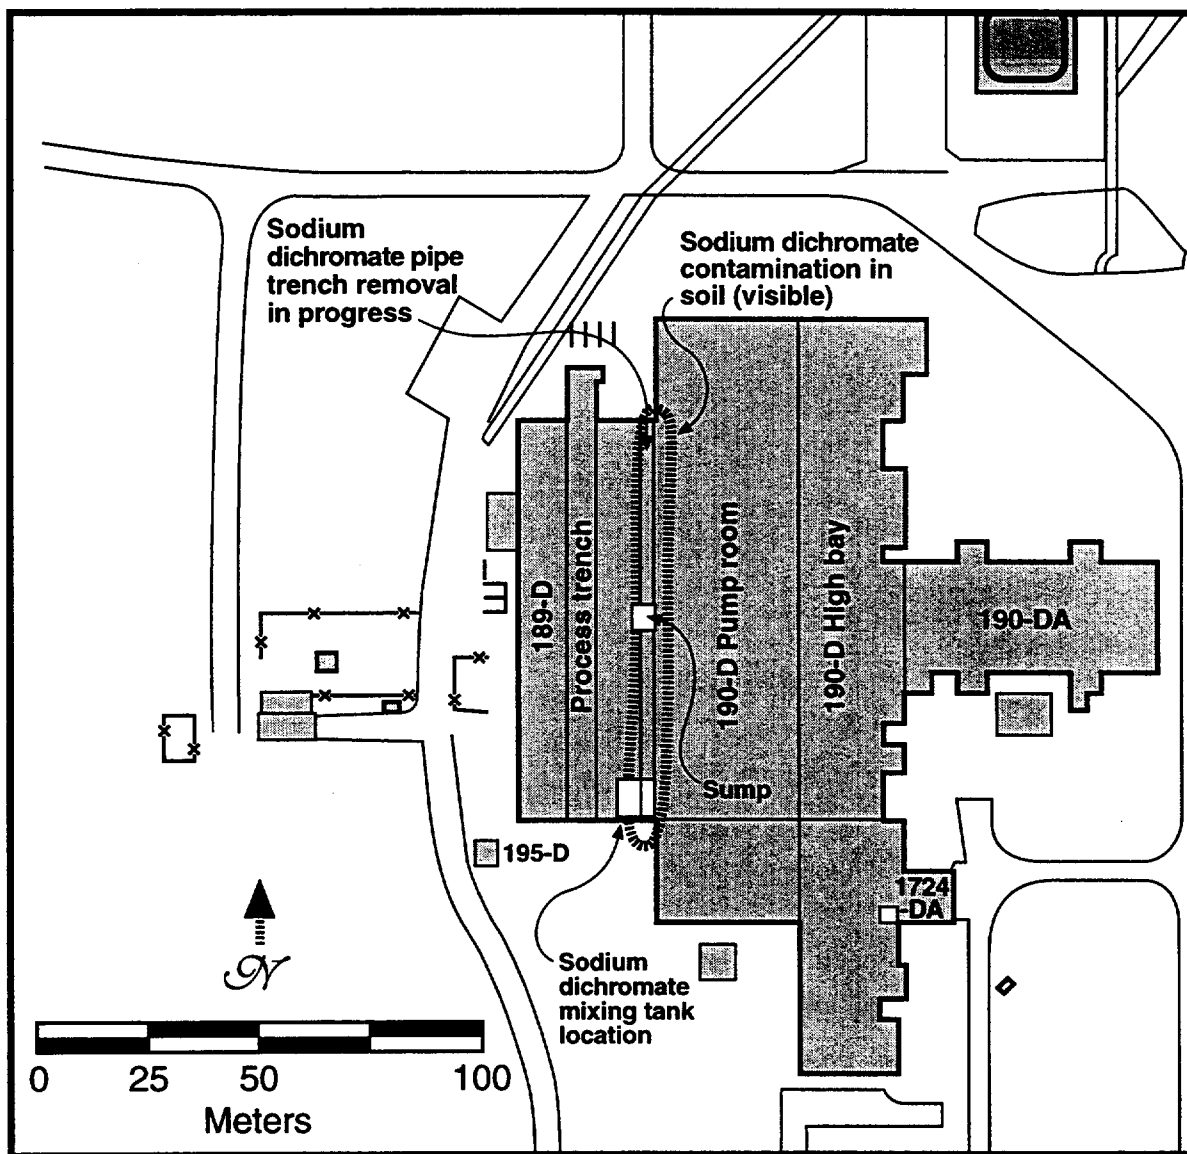 Sodium
dichromate pipe
trench removal
in progress
Sodium dichromate
contamination in
soil (visible)
189-D
Process trench
190-D Pump room
190-D High bay
190-DA
Sump
195-D
1724
-DA
N
Sodium
dichromate
mixing tank
location
0 25 50 100
Meters